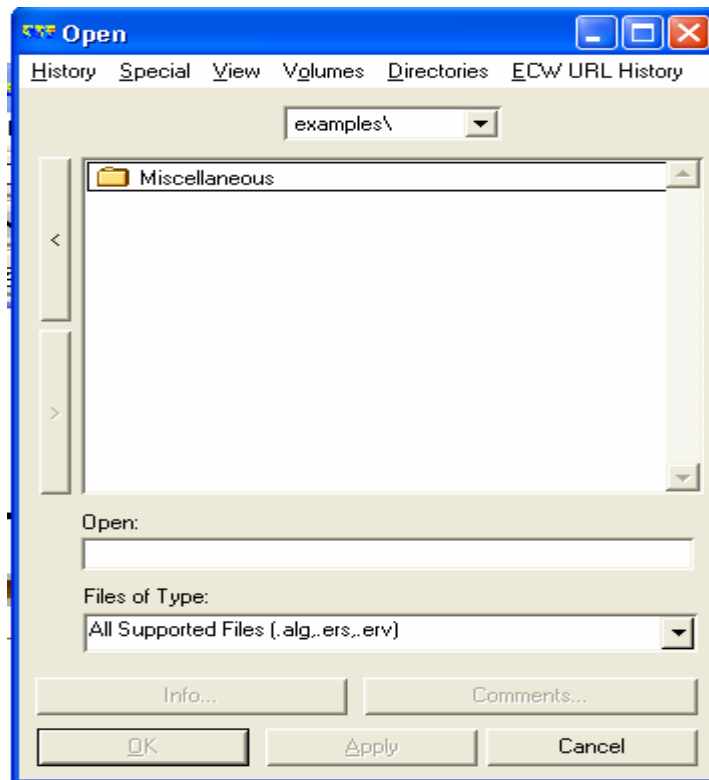 Open
History Special View Volumes Directories ECW URL History
examples\
Miscellaneous
<
>
Open:
Files of Type:
All Supported Files (.alg,.ers,.erv)
Info... Comments...
OK Apply Cancel